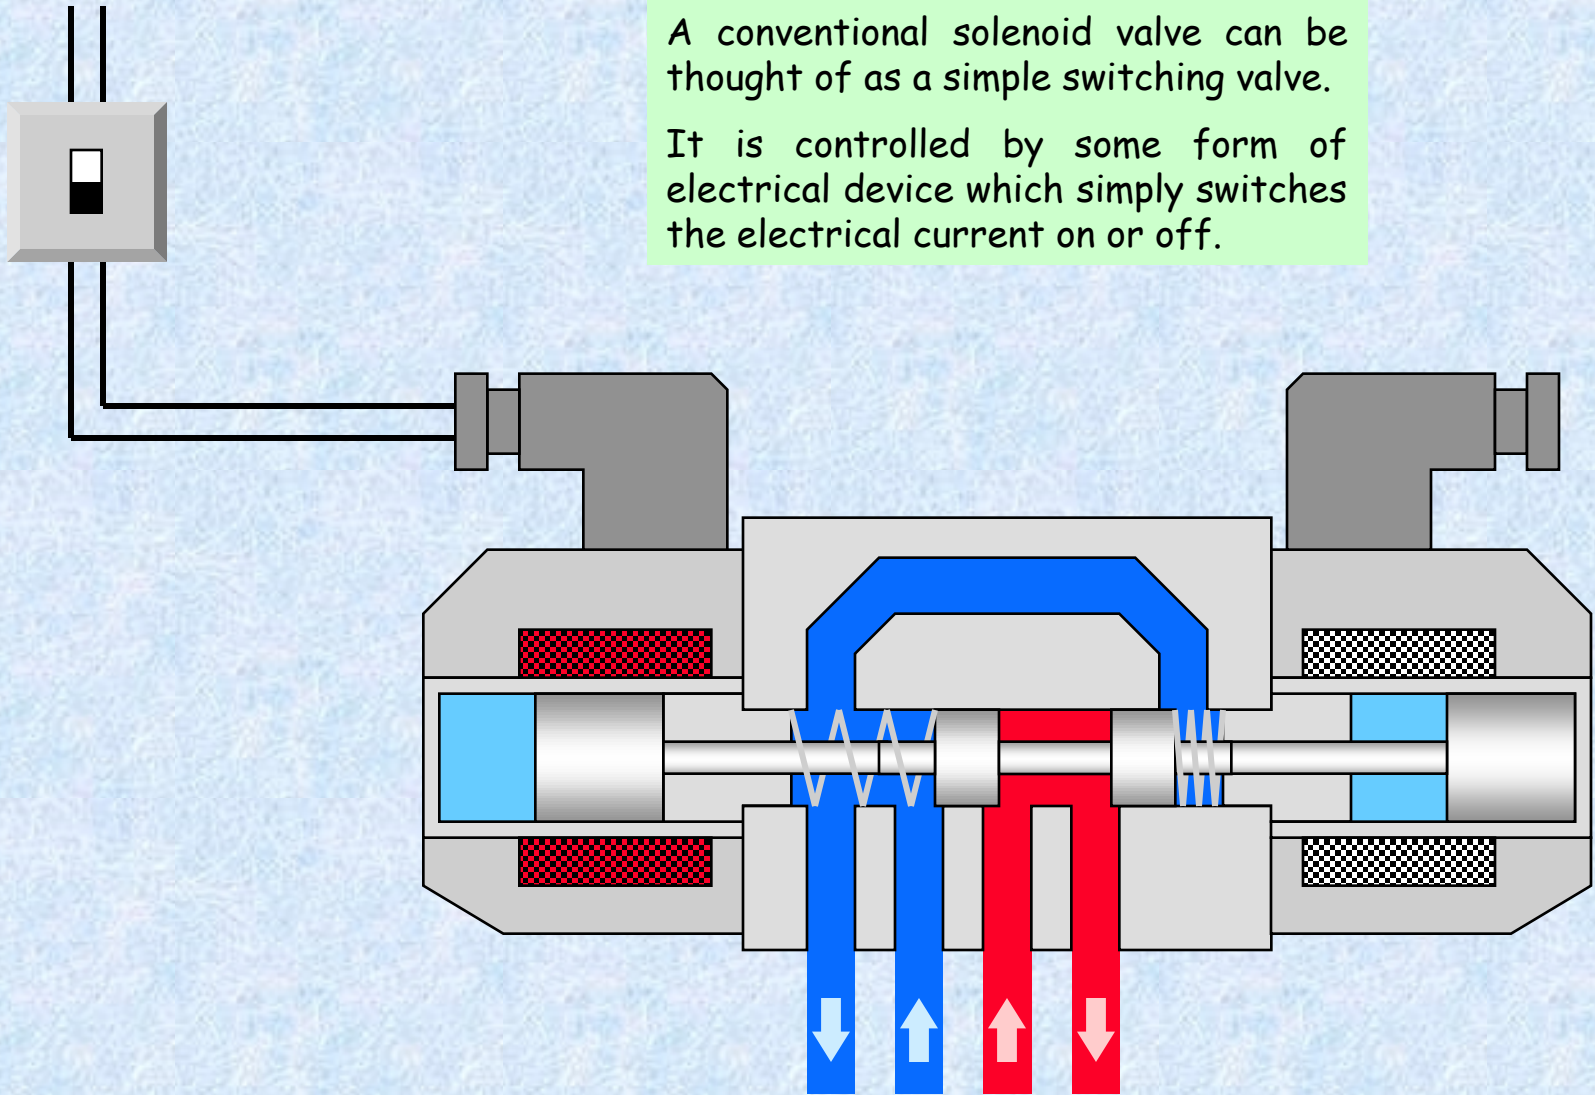 A conventional solenoid valve can be
thought of as a simple switching valve.
It is controlled by some form of
electrical device which simply switches
the electrical current on or off.